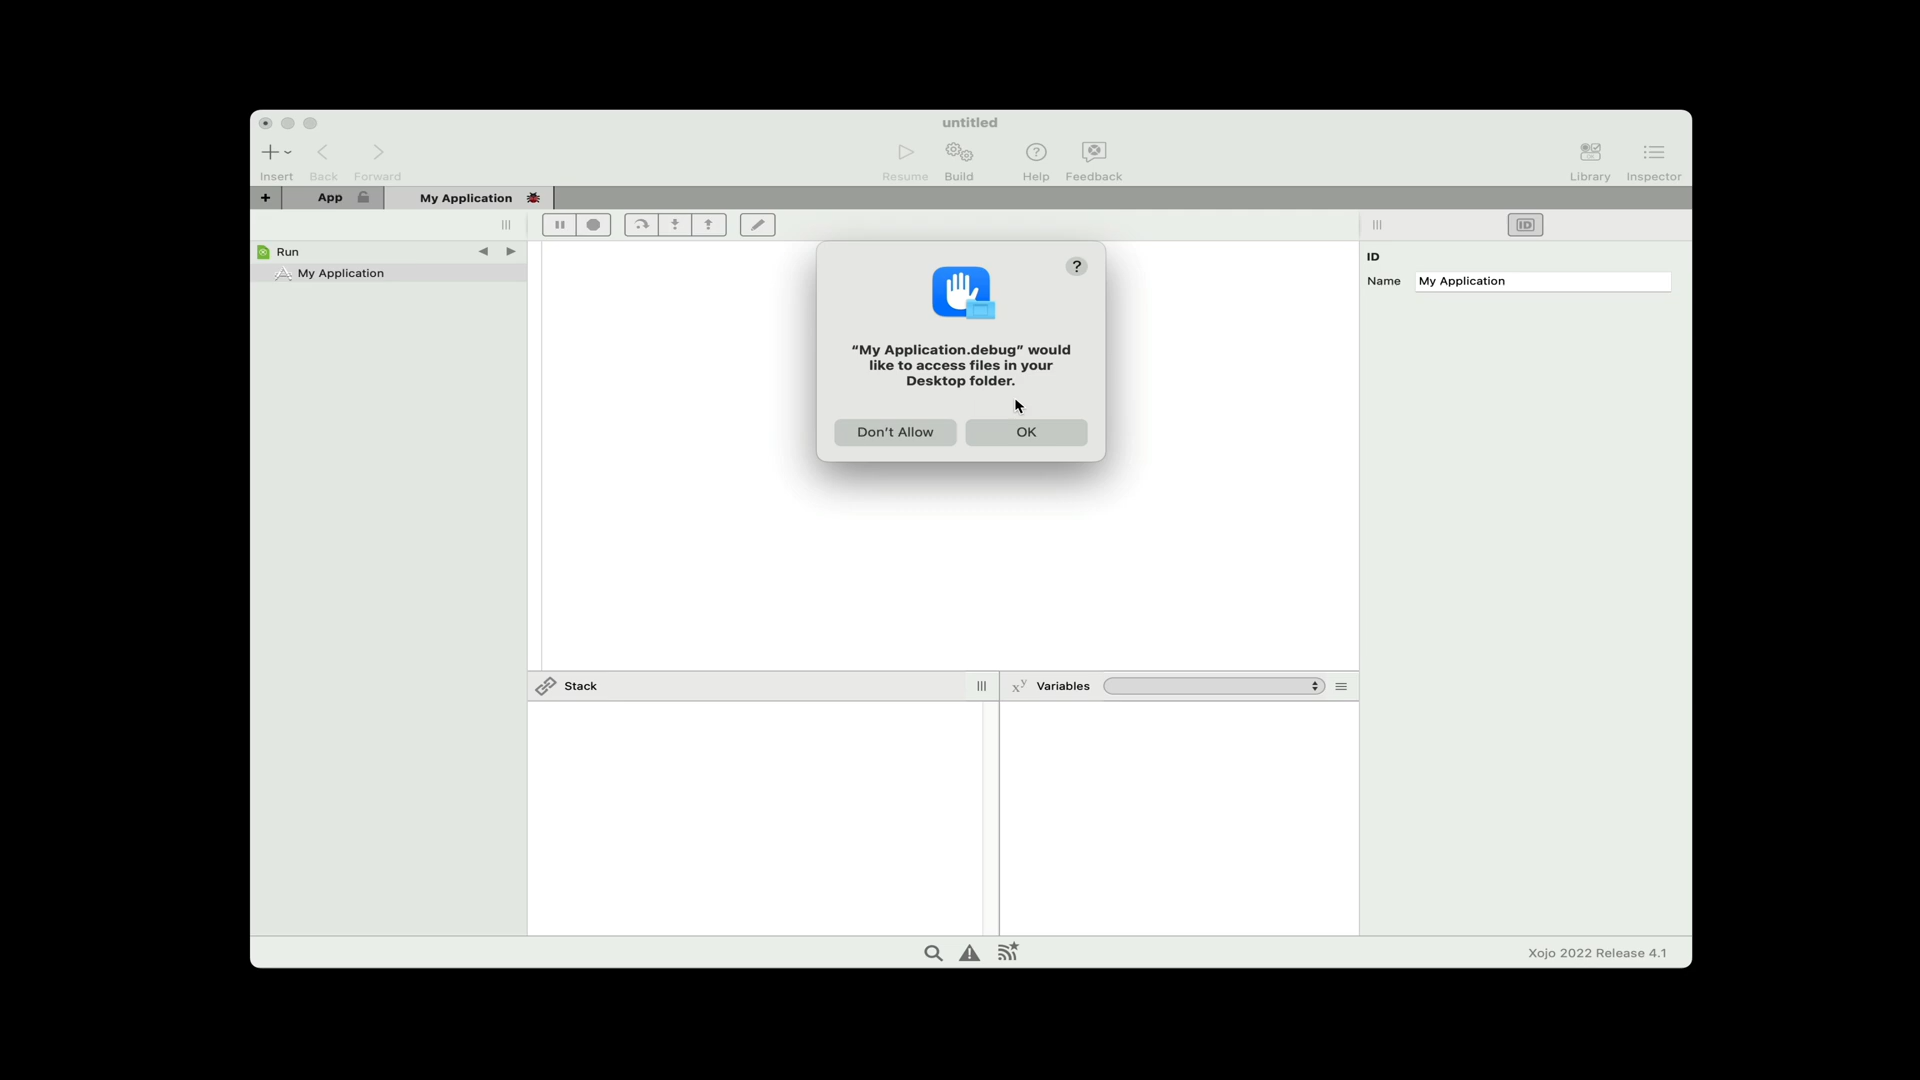 untitled
Insert
Back
Forward
Resume
Build
Help
Feedback
Library
Inspector
App
My Application
ID
Run
My Application
?
“My Application.debug” would
like to access files in your
Desktop folder.
Don’t Allow
OK
ID
Name
My Application
Stack
xy Variables
Xojo 2022 Release 4.1